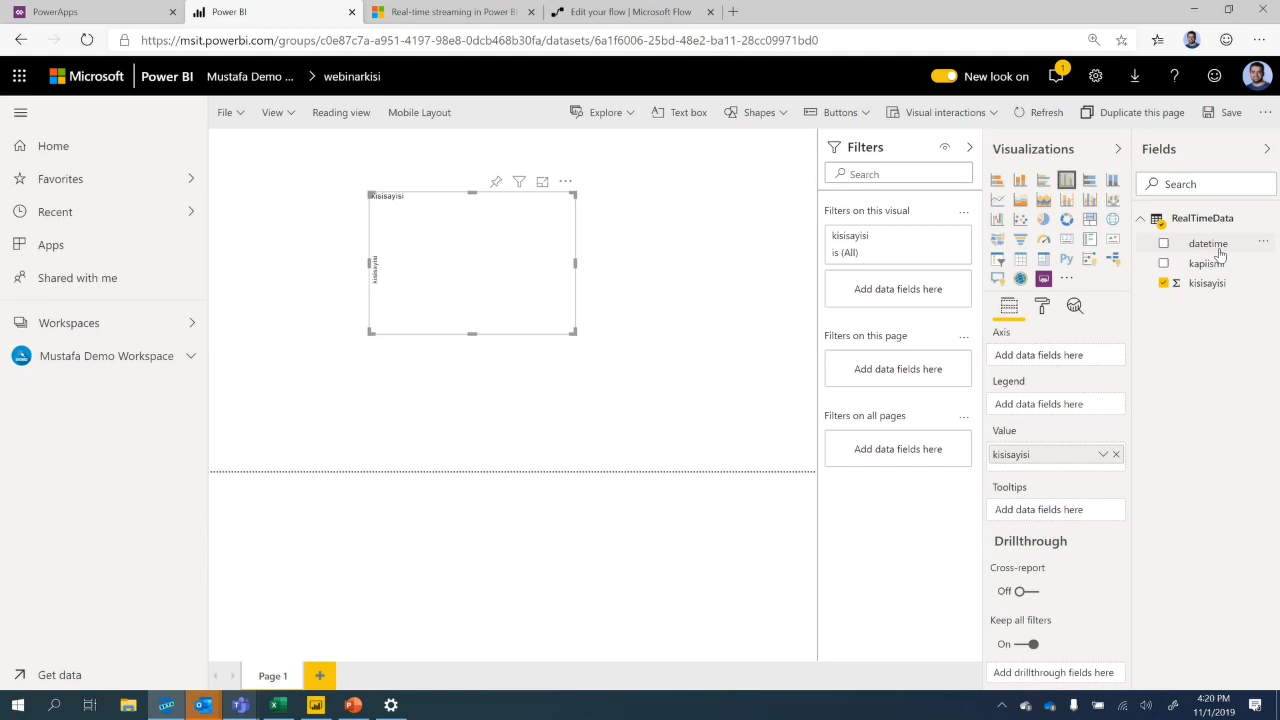 PowerApps
Power BI
Real-time streaming in Power BI
Edit your flow | Microsoft Flow
https://msit.powerbi.com/groups/c0e87c7a-a951-4197-98e8-0dcb468b30fa/datasets/6a1f6006-25bd-48e2-ba11-28cc09971bd0
Microsoft Power BI Mustafa Demo ... > webinarkisi New look on 1
File View Reading view Mobile Layout Explore Text box Shapes Buttons Visual interactions Refresh Duplicate this page Save ...
Home
Favorites
Recent
Apps
Shared with me
Workspaces
Mustafa Demo Workspace
Get data
kisisayisi
kisisayisi
Page 1
Filters
Search
Filters on this visual
kisisayisi
is (All)
Add data fields here
Filters on this page
Add data fields here
Filters on all pages
Add data fields here
Visualizations
Py
Axis
Add data fields here
Legend
Add data fields here
Value
kisisayisi
Tooltips
Add data fields here
Drillthrough
Cross-report
Off
Keep all filters
On
Add drillthrough fields here
Fields
Search
RealTimeData
datetime
kapiismi
Σ kisisayisi
4:20 PM
11/1/2019